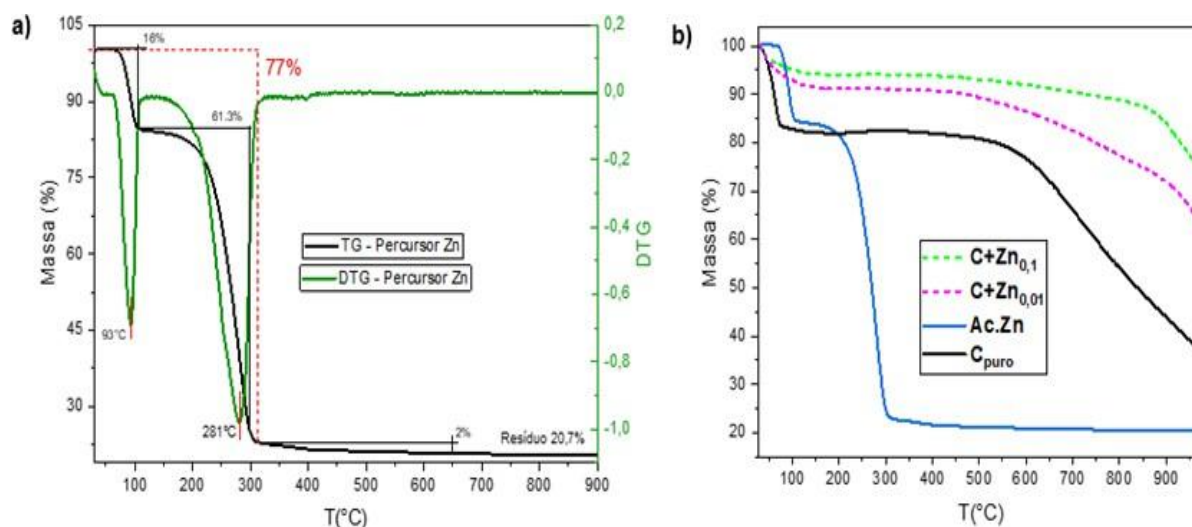 a)
105
90
75
60
45
30
Massa (%)
16%
77%
61.3%
TG - Percursor Zn
DTG - Percursor Zn
93°C
281°C
2%
Resíduo 20,7%
0,2
0,0
-0,2
-0,4
-0,6
-0,8
-1,0
DTG
100 200 300 400 500 600 700 800 900
T(°C)
b)
100
90
80
70
60
50
40
30
20
Massa (%)
C+Zn0,1
C+Zn0,01
Ac.Zn
Cpuro
100 200 300 400 500 600 700 800 900
T(°C)